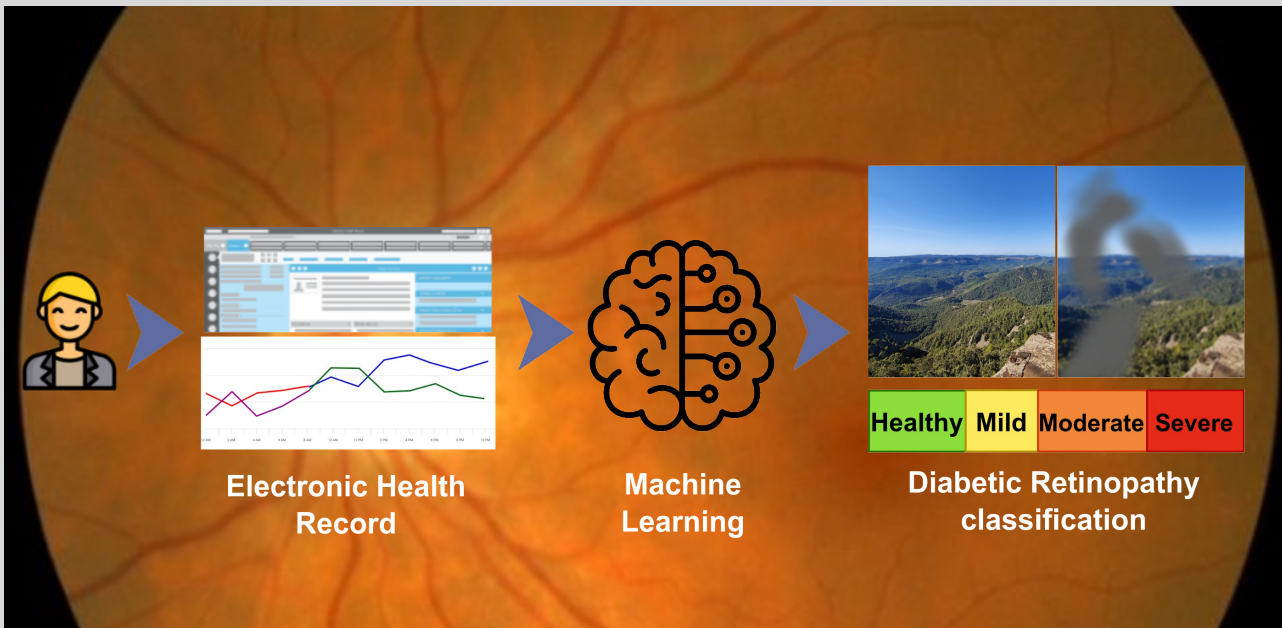 Electronic Health
Record
Machine
Learning
Healthy Mild Moderate Severe
Diabetic Retinopathy
classification